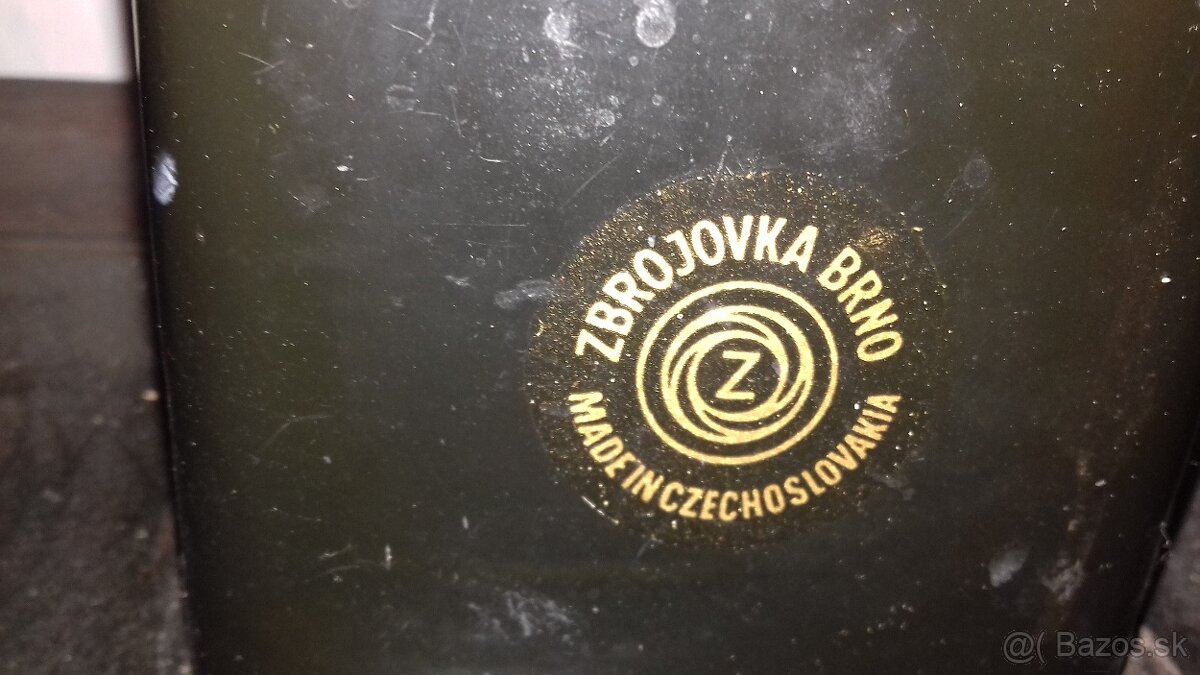 ZBROJOVKA BRNO
Z
MADE IN CZECHOSLOVAKIA
@( Bazos.sk